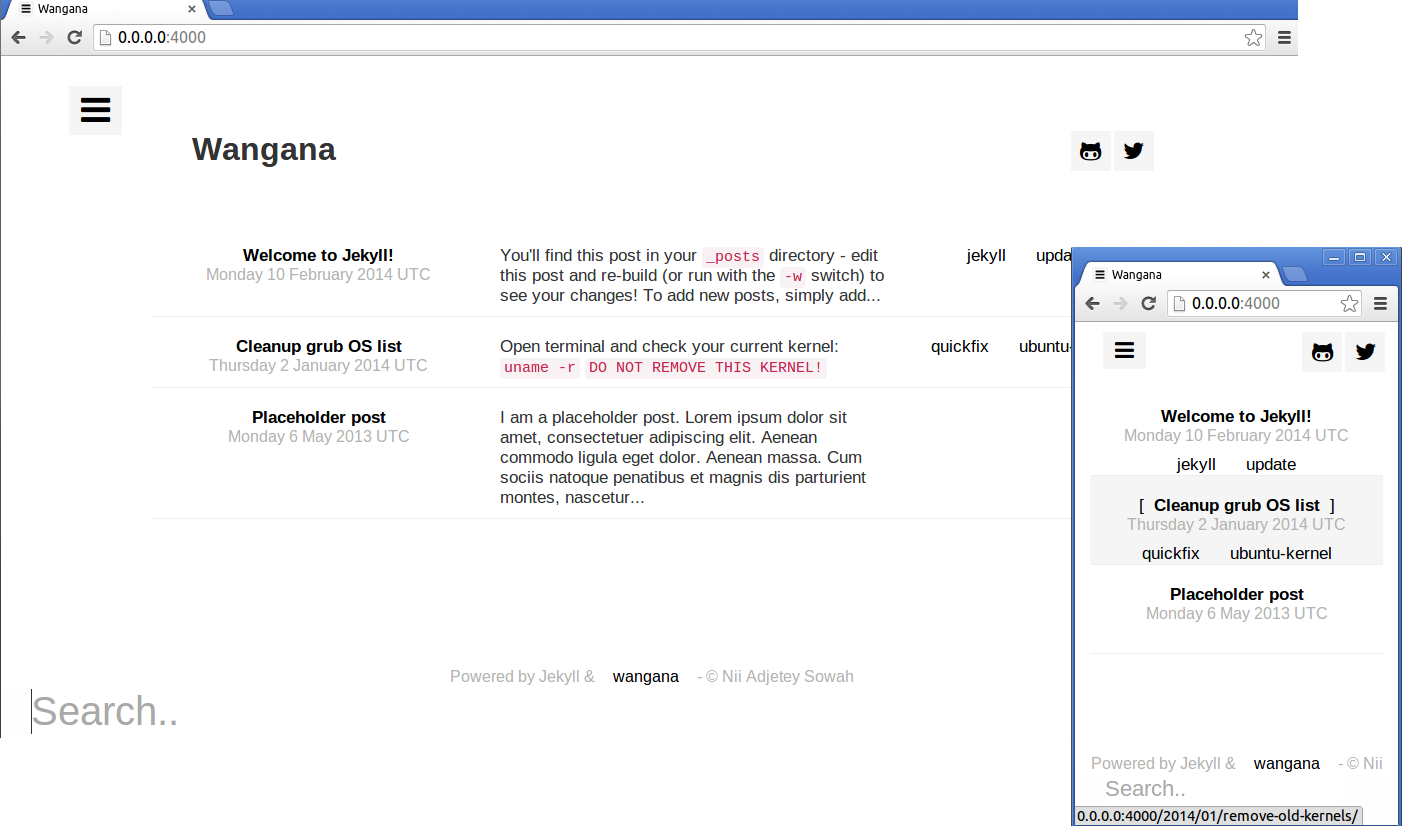 Wangana
0.0.0.0:4000
Wangana
Welcome to Jekyll!
Monday 10 February 2014 UTC
You'll find this post in your _posts directory - edit
this post and re-build (or run with the -w switch) to
see your changes! To add new posts, simply add...
jekyll upda
Cleanup grub OS list
Thursday 2 January 2014 UTC
Open terminal and check your current kernel:
uname -r DO NOT REMOVE THIS KERNEL!
quickfix ubuntu-
Placeholder post
Monday 6 May 2013 UTC
I am a placeholder post. Lorem ipsum dolor sit
amet, consectetuer adipiscing elit. Aenean
commodo ligula eget dolor. Aenean massa. Cum
sociis natoque penatibus et magnis dis parturient
montes, nascetur...
Powered by Jekyll & wangana - © Nii Adjetey Sowah
Search..
Wangana
0.0.0.0:4000
Welcome to Jekyll!
Monday 10 February 2014 UTC
jekyll update
[ Cleanup grub OS list ]
Thursday 2 January 2014 UTC
quickfix ubuntu-kernel
Placeholder post
Monday 6 May 2013 UTC
Powered by Jekyll & wangana - © Nii
Search..
0.0.0.0:4000/2014/01/remove-old-kernels/